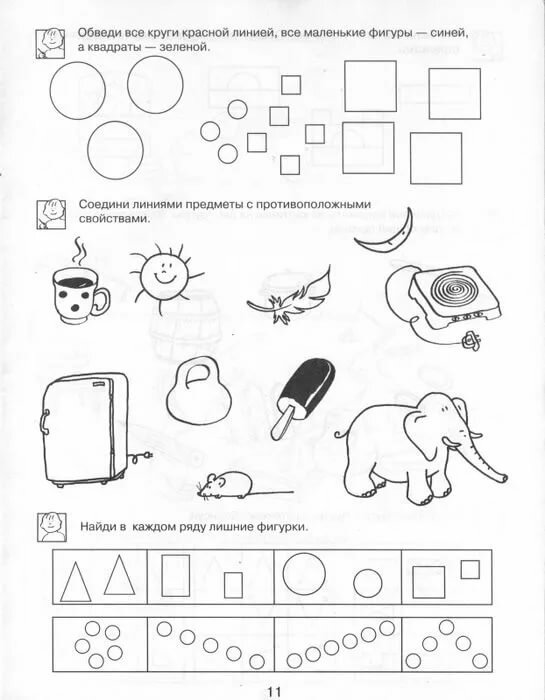 Обведи все круги красной линией, все маленькие фигуры — синей,
а квадраты — зеленой.
Соедини линиями предметы с противоположными
свойствами.
Найди в каждом ряду лишние фигурки.
11